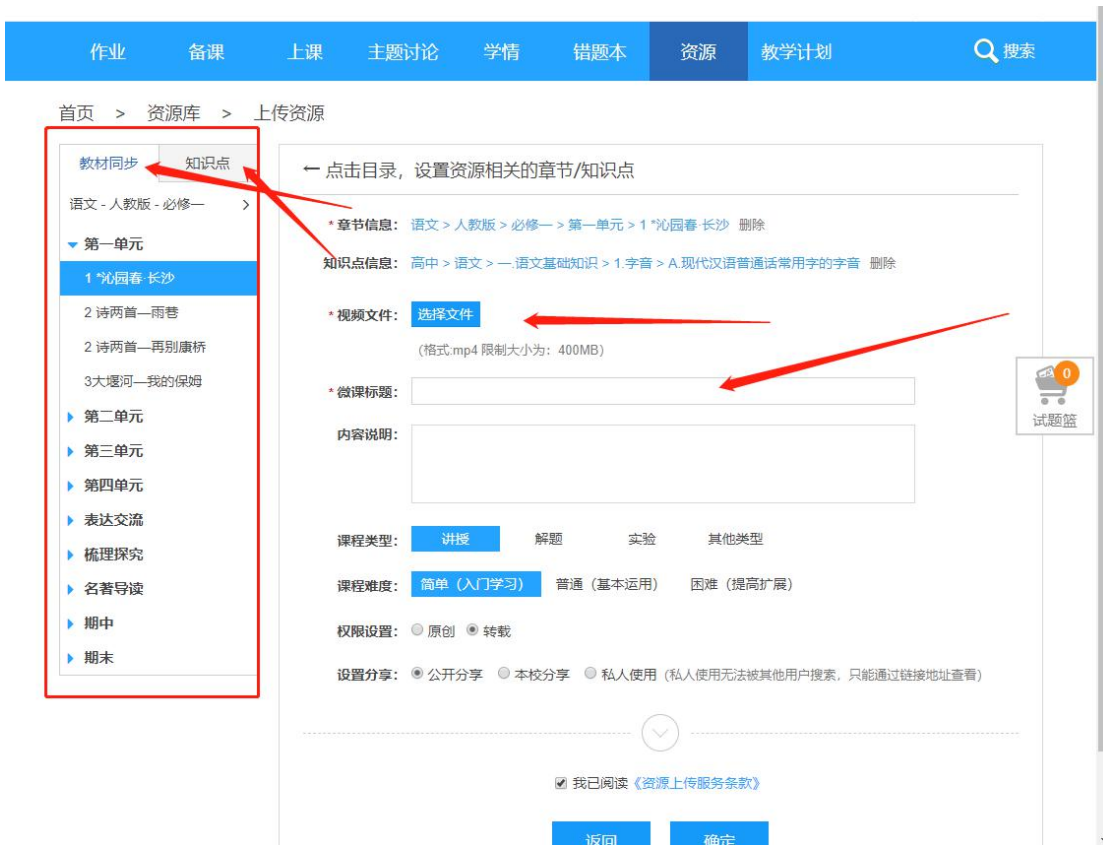 作业 备课 上课 主题讨论 学情 错题本 资源 教学计划 搜索
首页 > 资源库 > 上传资源
教材同步 知识点
语文 - 人教版 - 必修一 >
第一单元
1 *沁园春·长沙
2 诗两首—雨巷
2 诗两首—再别康桥
3大堰河—我的保姆
第二单元
第三单元
第四单元
表达交流
梳理探究
名著导读
期中
期末
← 点击目录，设置资源相关的章节/知识点
* 章节信息： 语文 > 人教版 > 必修一 > 第一单元 > 1 *沁园春·长沙 删除
知识点信息： 高中 > 语文 > 一.语文基础知识 > 1.字音 > A.现代汉语普通话常用字的字音 删除
* 视频文件： 选择文件
(格式:mp4 限制大小为：400MB)
* 微课标题：
内容说明：
课程类型： 讲授 解题 实验 其他类型
课程难度： 简单（入门学习） 普通（基本运用） 困难（提高扩展）
权限设置： 原创 转载
设置分享： 公开分享 本校分享 私人使用 (私人使用无法被其他用户搜索，只能通过链接地址查看)
我已阅读《资源上传服务条款》
返回 确定
0
试题篮